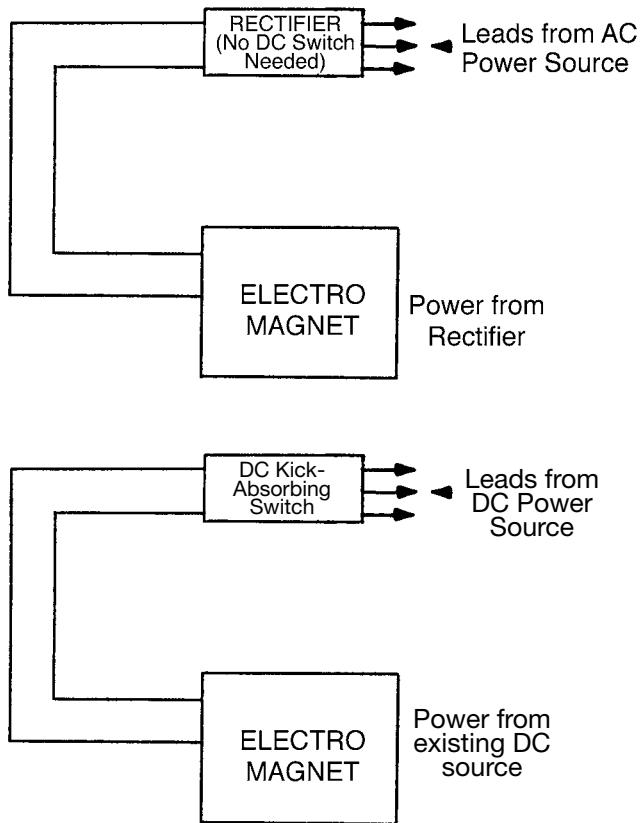 RECTIFIER
(No DC Switch
Needed)
Leads from AC
Power Source
ELECTRO
MAGNET
Power from
Rectifier
DC Kick-
Absorbing
Switch
Leads from
DC Power
Source
ELECTRO
MAGNET
Power from
existing DC
source